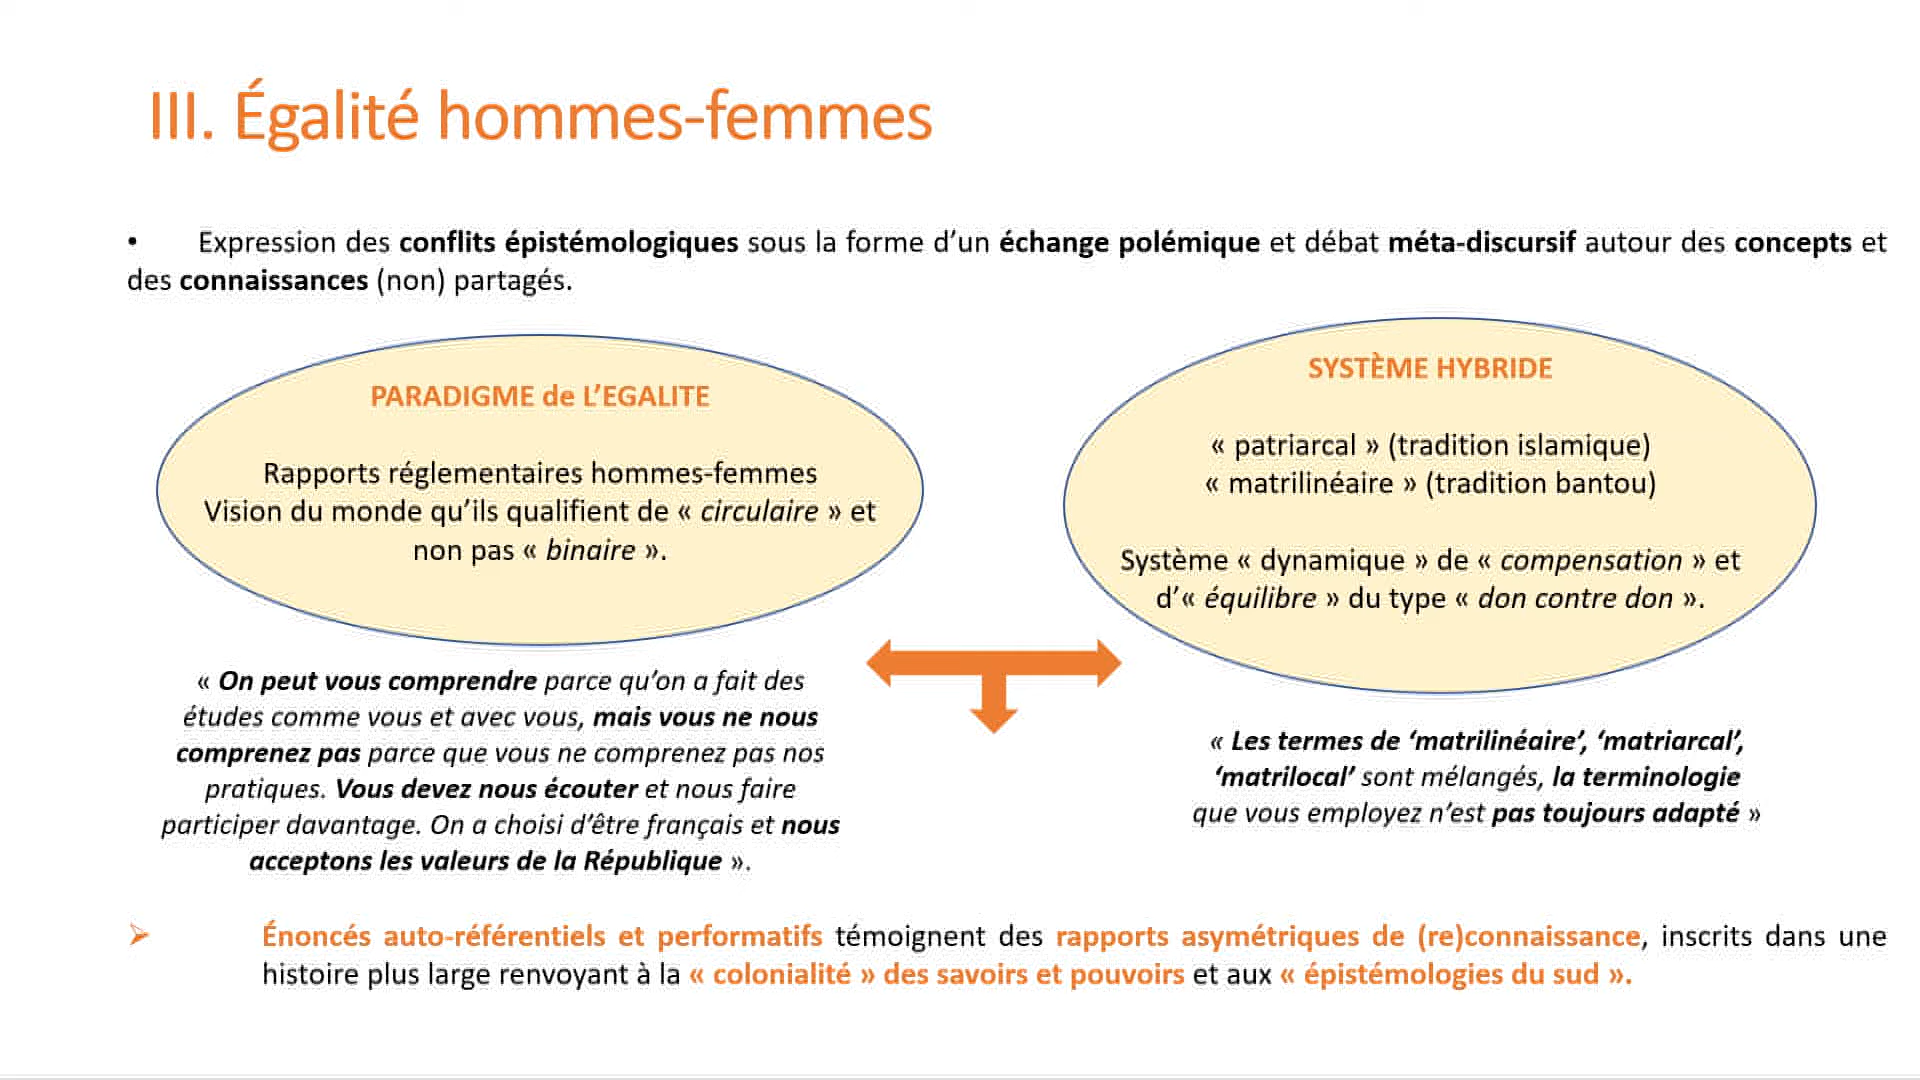 III. Égalité hommes-femmes
• Expression des conflits épistémologiques sous la forme d’un échange polémique et débat méta-discursif autour des concepts et
des connaissances (non) partagés.
PARADIGME de L’EGALITE
Rapports réglementaires hommes-femmes
Vision du monde qu’ils qualifient de « circulaire » et
non pas « binaire ».
« On peut vous comprendre parce qu’on a fait des
études comme vous et avec vous, mais vous ne nous
comprenez pas parce que vous ne comprenez pas nos
pratiques. Vous devez nous écouter et nous faire
participer davantage. On a choisi d’être français et nous
acceptons les valeurs de la République ».
SYSTÈME HYBRIDE
« patriarcal » (tradition islamique)
« matrilinéaire » (tradition bantou)
Système « dynamique » de « compensation » et
d’« équilibre » du type « don contre don ».
« Les termes de ‘matrilinéaire’, ‘matriarcal’,
‘matrilocal’ sont mélangés, la terminologie
que vous employez n’est pas toujours adapté »
➢ Énoncés auto-référentiels et performatifs témoignent des rapports asymétriques de (re)connaissance, inscrits dans une
histoire plus large renvoyant à la « colonialité » des savoirs et pouvoirs et aux « épistémologies du sud ».